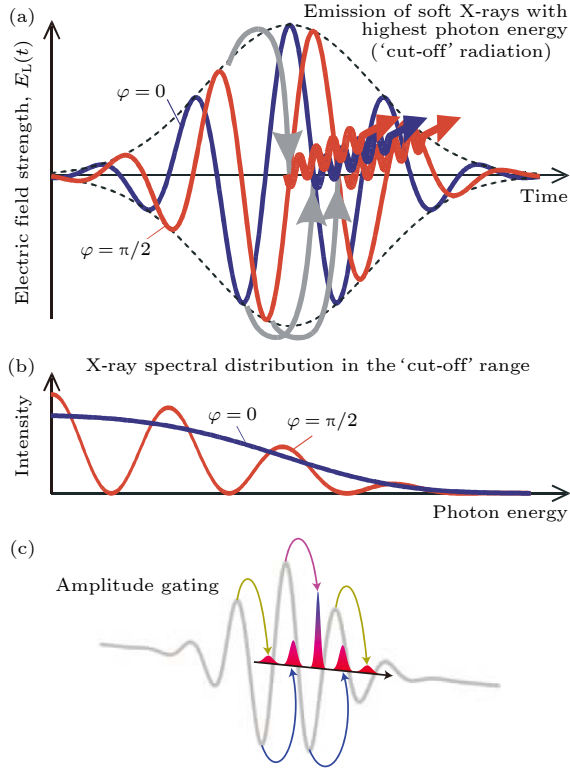 (a)
Emission of soft X-rays with
highest photon energy
(‘cut-off’ radiation)
Electric field strength, E_L(t)
φ = 0
φ = π/2
Time
(b)
X-ray spectral distribution in the ‘cut-off’ range
Intensity
φ = 0
φ = π/2
Photon energy
(c)
Amplitude gating